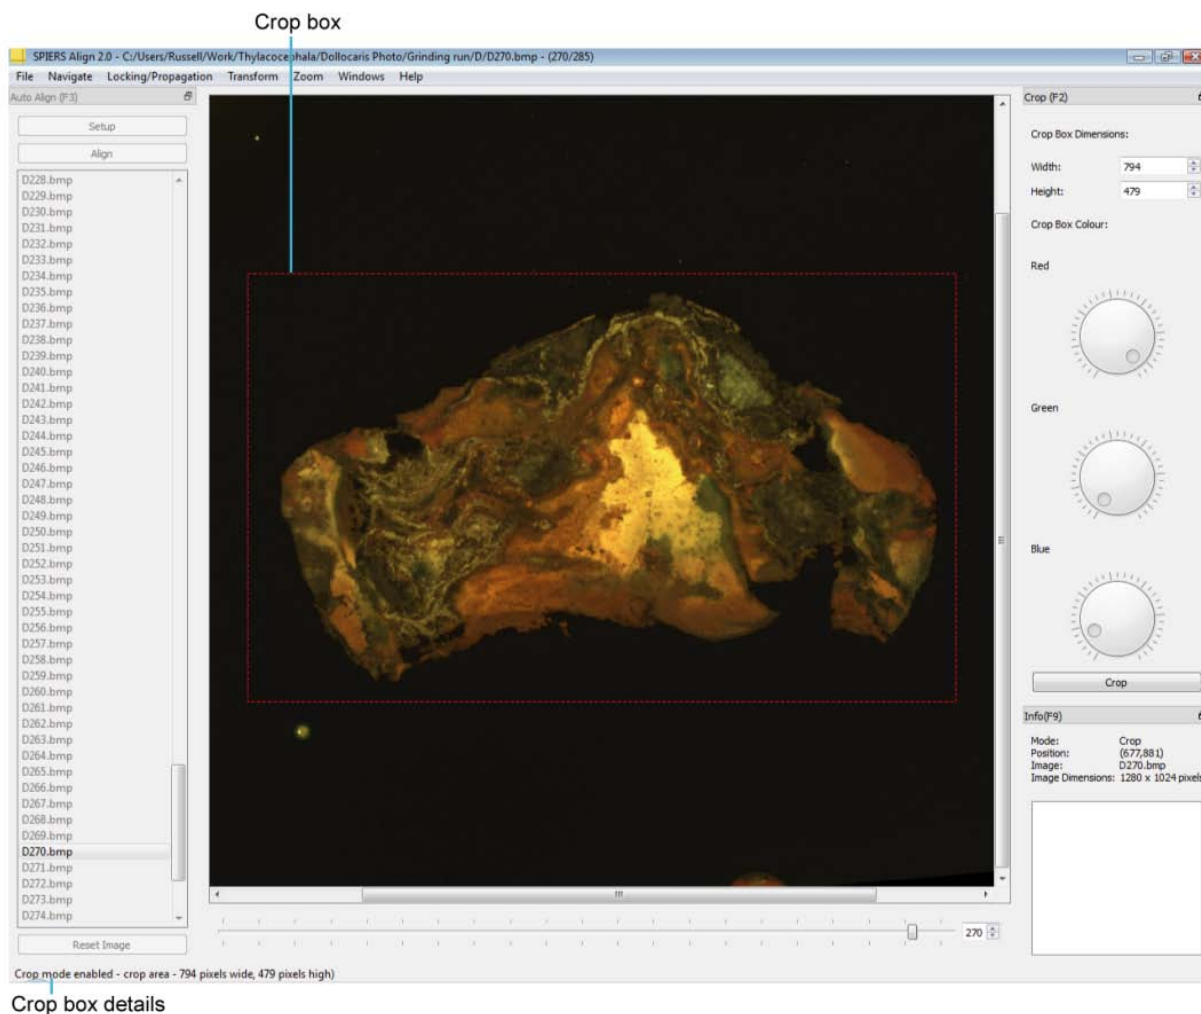 Crop box
SPIERS Align 2.0 - C:/Users/Russell/Work/Thylacocephala/Dollocaris Photo/Grinding run/D/D270.bmp - (270/285)
File Navigate Locking/Propagation Transform Zoom Windows Help
Auto Align (F3)
Setup
Align
D228.bmp
D229.bmp
D230.bmp
D231.bmp
D232.bmp
D233.bmp
D234.bmp
D235.bmp
D236.bmp
D237.bmp
D238.bmp
D239.bmp
D240.bmp
D241.bmp
D242.bmp
D243.bmp
D244.bmp
D245.bmp
D246.bmp
D247.bmp
D248.bmp
D249.bmp
D250.bmp
D251.bmp
D252.bmp
D253.bmp
D254.bmp
D255.bmp
D256.bmp
D257.bmp
D258.bmp
D259.bmp
D260.bmp
D261.bmp
D262.bmp
D263.bmp
D264.bmp
D265.bmp
D266.bmp
D267.bmp
D268.bmp
D269.bmp
D270.bmp
D271.bmp
D272.bmp
D273.bmp
D274.bmp
Reset Image
270
Crop (F2)
Crop Box Dimensions:
Width: 794
Height: 479
Crop Box Colour:
Red
Green
Blue
Crop
Info(F9)
Mode: Crop
Position: (677,881)
Image: D270.bmp
Image Dimensions: 1280 x 1024 pixels
Crop mode enabled - crop area - 794 pixels wide, 479 pixels high)
Crop box details